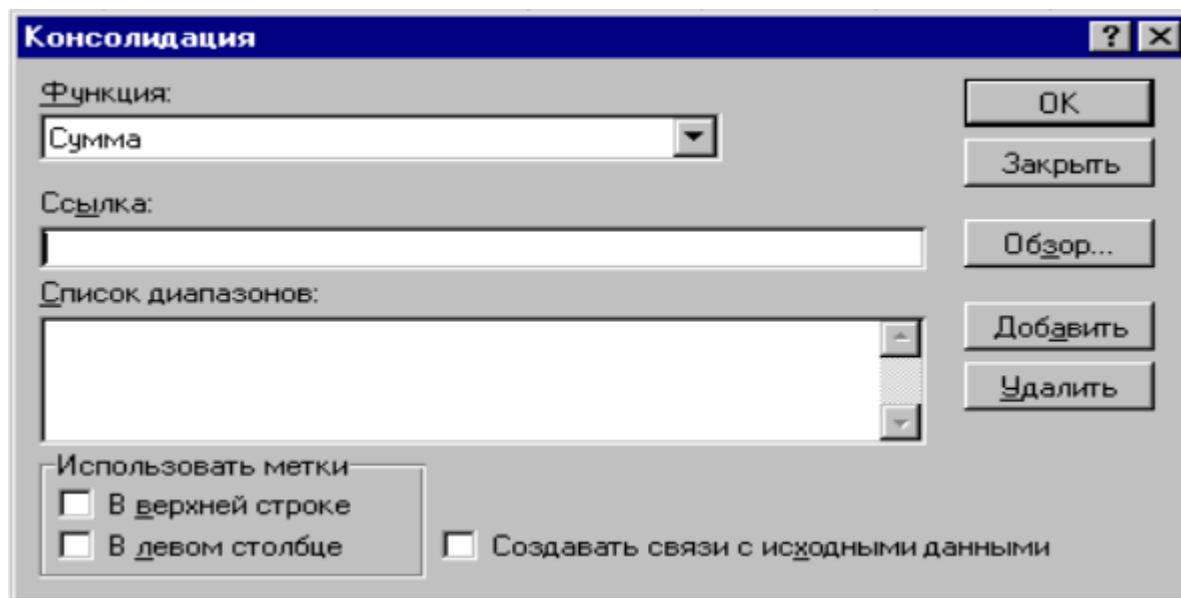 Консолидация
Функция:
Сумма
Ссылка:
Список диапазонов:
Использовать метки
В верхней строке
В левом столбце
Создавать связи с исходными данными
OK
Закрыть
Обзор...
Добавить
Удалить